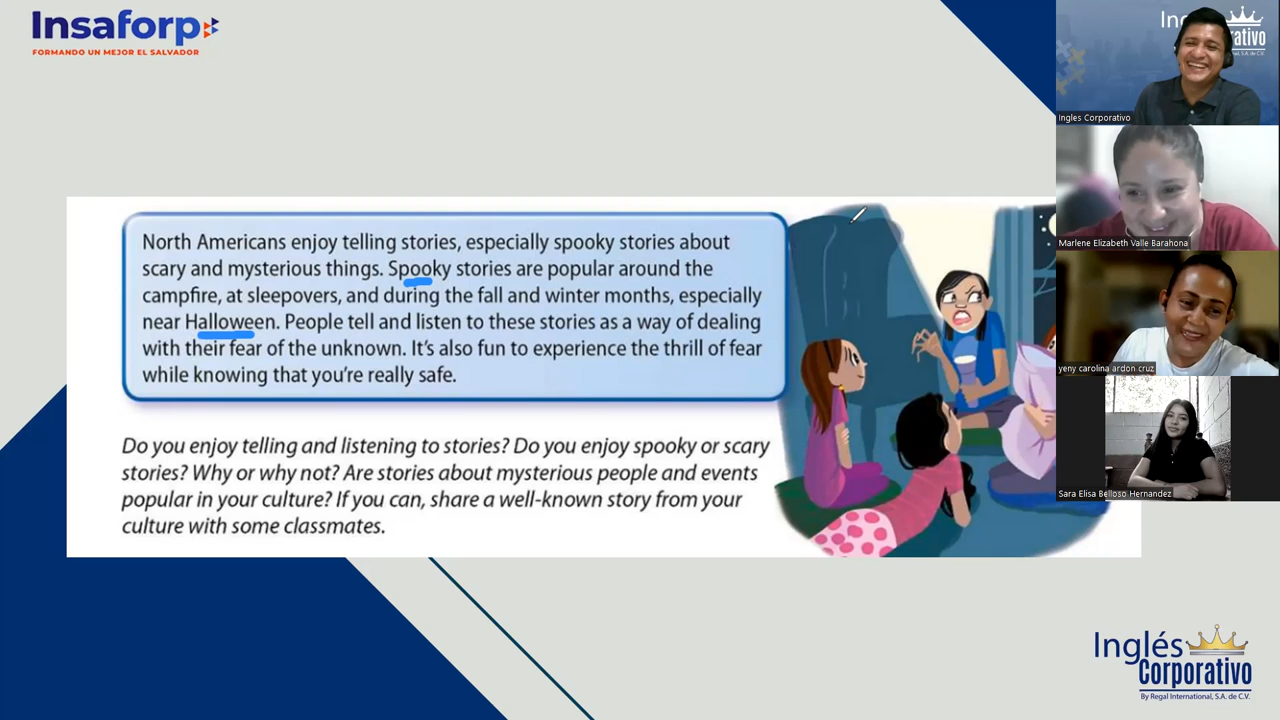 Insaforp
FORMANDO UN MEJOR EL SALVADOR
North Americans enjoy telling stories, especially spooky stories about
scary and mysterious things. Spooky stories are popular around the
campfire, at sleepovers, and during the fall and winter months, especially
near Halloween. People tell and listen to these stories as a way of dealing
with their fear of the unknown. It's also fun to experience the thrill of fear
while knowing that you're really safe.
Do you enjoy telling and listening to stories? Do you enjoy spooky or scary
stories? Why or why not? Are stories about mysterious people and events
popular in your culture? If you can, share a well-known story from your
culture with some classmates.
Ingles Corporativo
Marlene Elizabeth Valle Barahona
yeny carolina ardon cruz
Sara Elisa Belloso Hernandez
Inglés
Corporativo
By Regal International, S.A. de C.V.